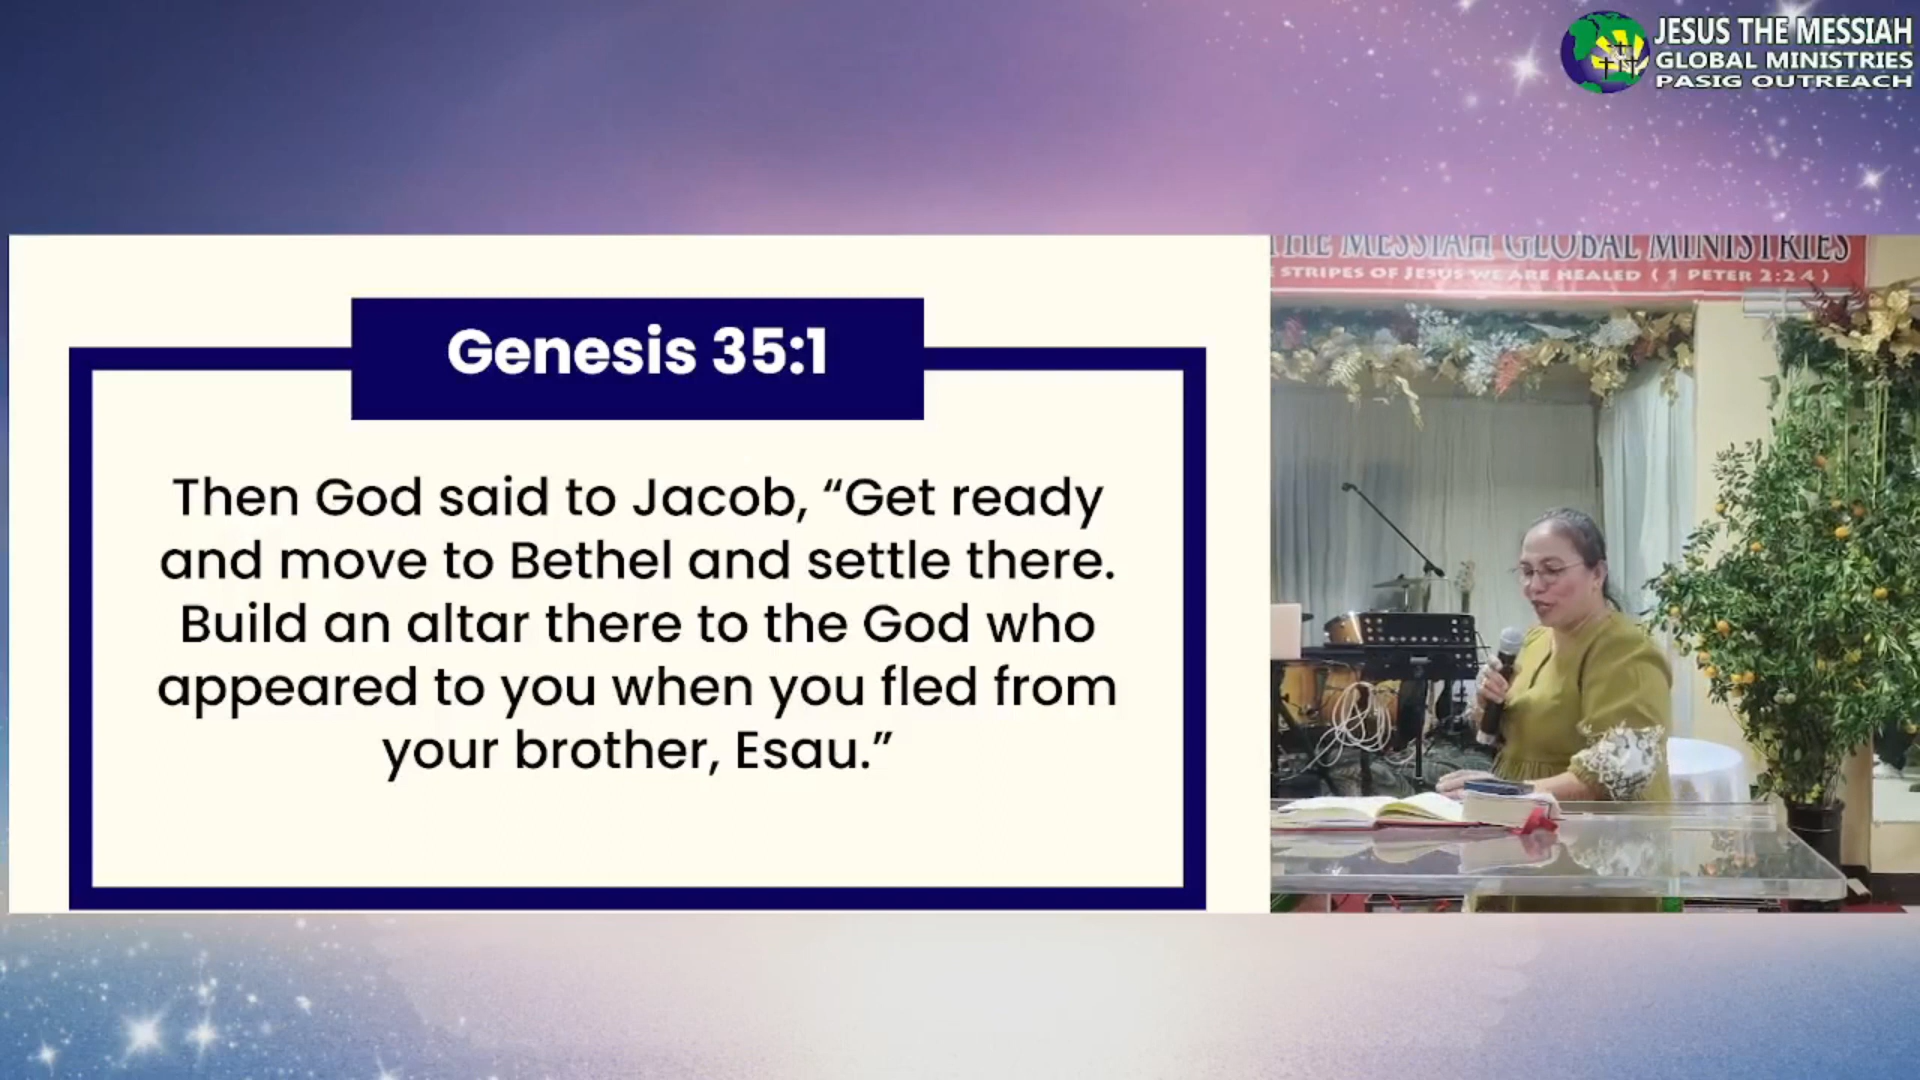 JESUS THE MESSIAH
GLOBAL MINISTRIES
PASIG OUTREACH
THE MESSIAH GLOBAL MINISTRIES
STRIPES OF JESUS WE ARE HEALED ( 1 PETER 2:24 )
Genesis 35:1
Then God said to Jacob, “Get ready
and move to Bethel and settle there.
Build an altar there to the God who
appeared to you when you fled from
your brother, Esau.”